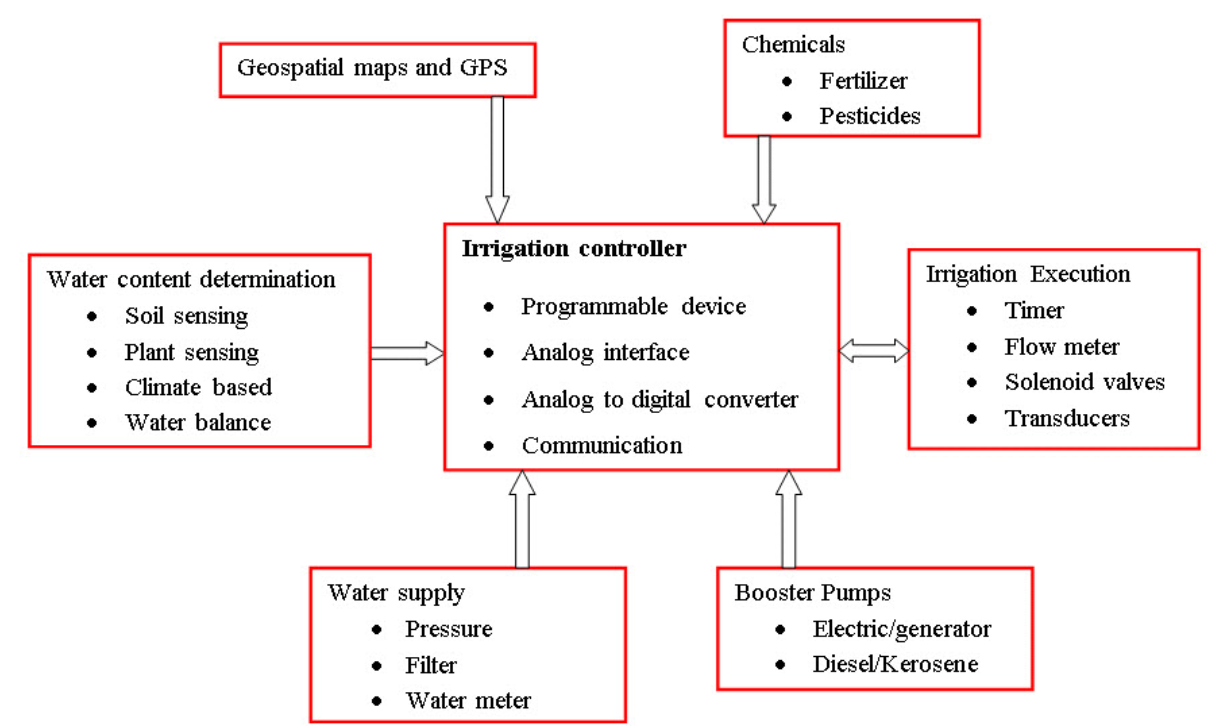 Geospatial maps and GPS
Chemicals
• Fertilizer
• Pesticides
Water content determination
• Soil sensing
• Plant sensing
• Climate based
• Water balance
Irrigation controller
• Programmable device
• Analog interface
• Analog to digital converter
• Communication
Irrigation Execution
• Timer
• Flow meter
• Solenoid valves
• Transducers
Water supply
• Pressure
• Filter
• Water meter
Booster Pumps
• Electric/generator
• Diesel/Kerosene